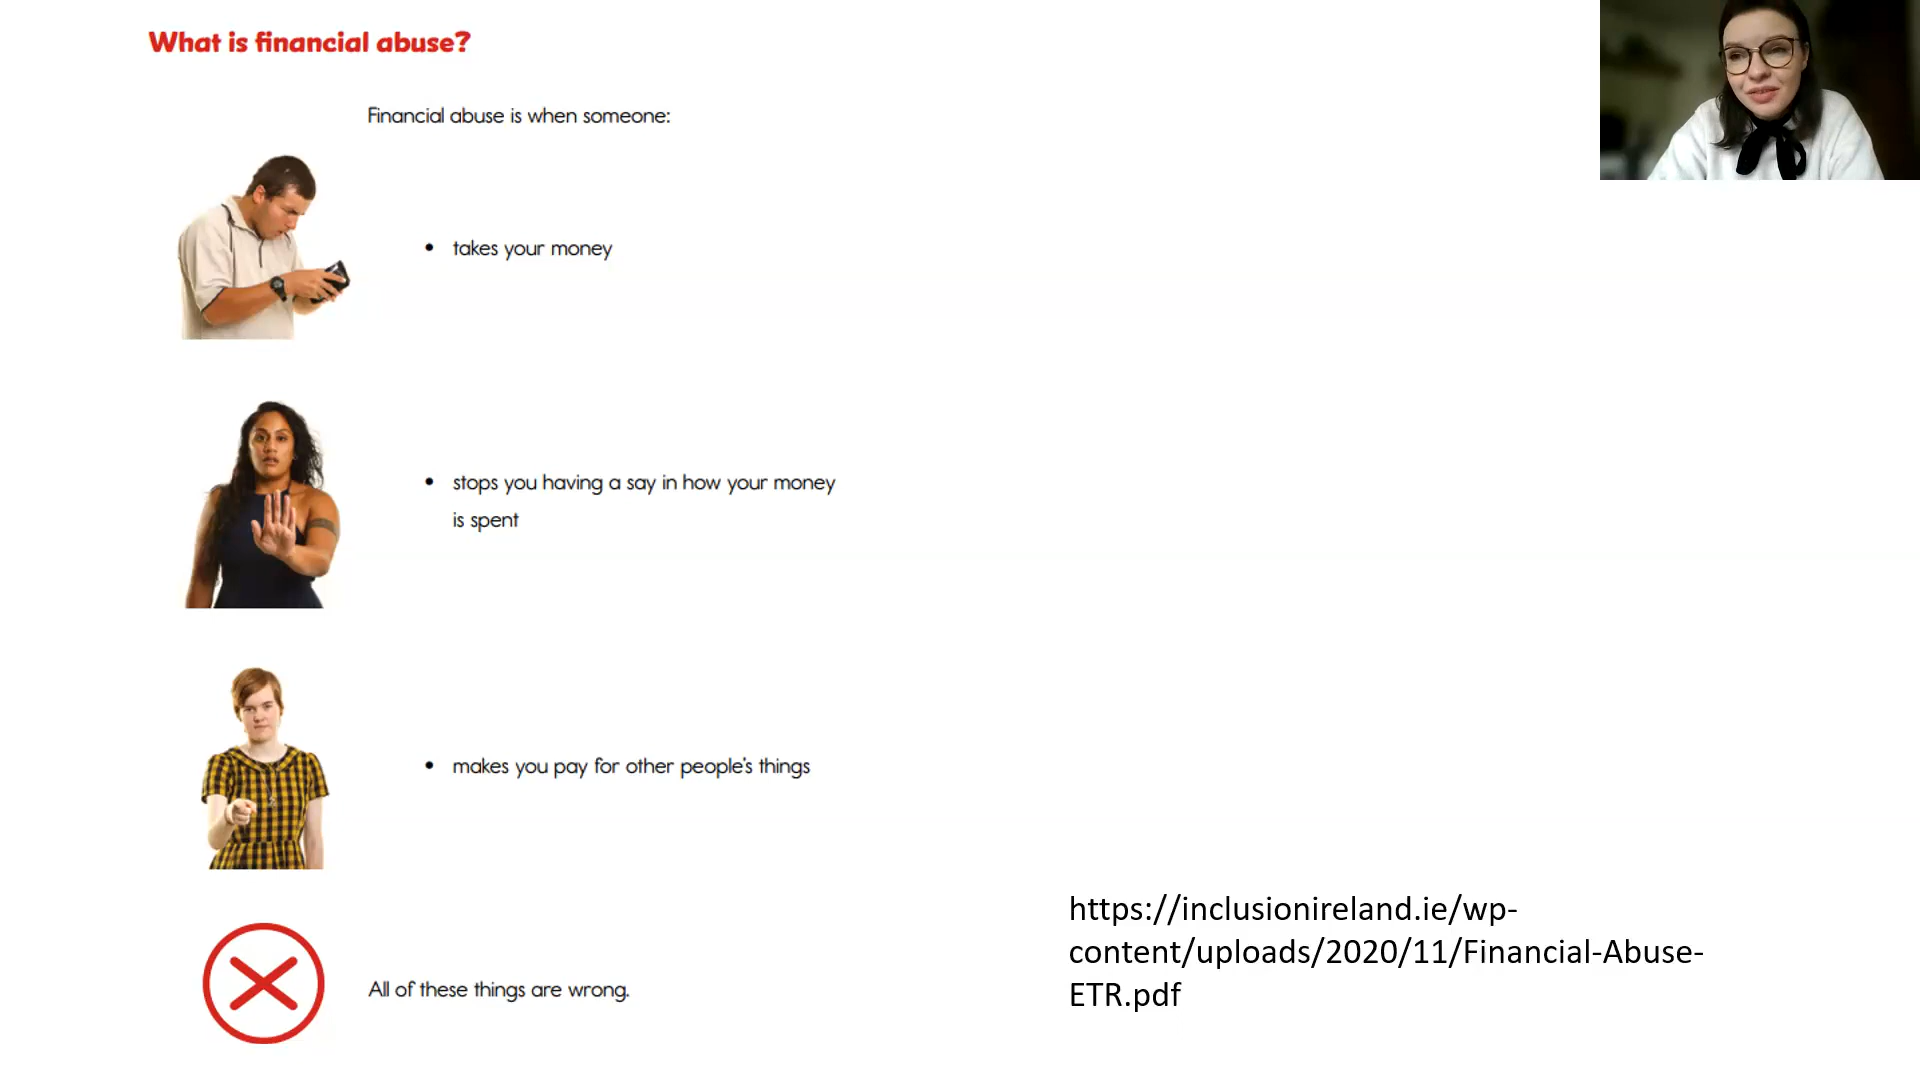 What is financial abuse?
Financial abuse is when someone:
• takes your money
• stops you having a say in how your money
is spent
• makes you pay for other people's things
All of these things are wrong.
https://inclusionireland.ie/wp-
content/uploads/2020/11/Financial-Abuse-
ETR.pdf